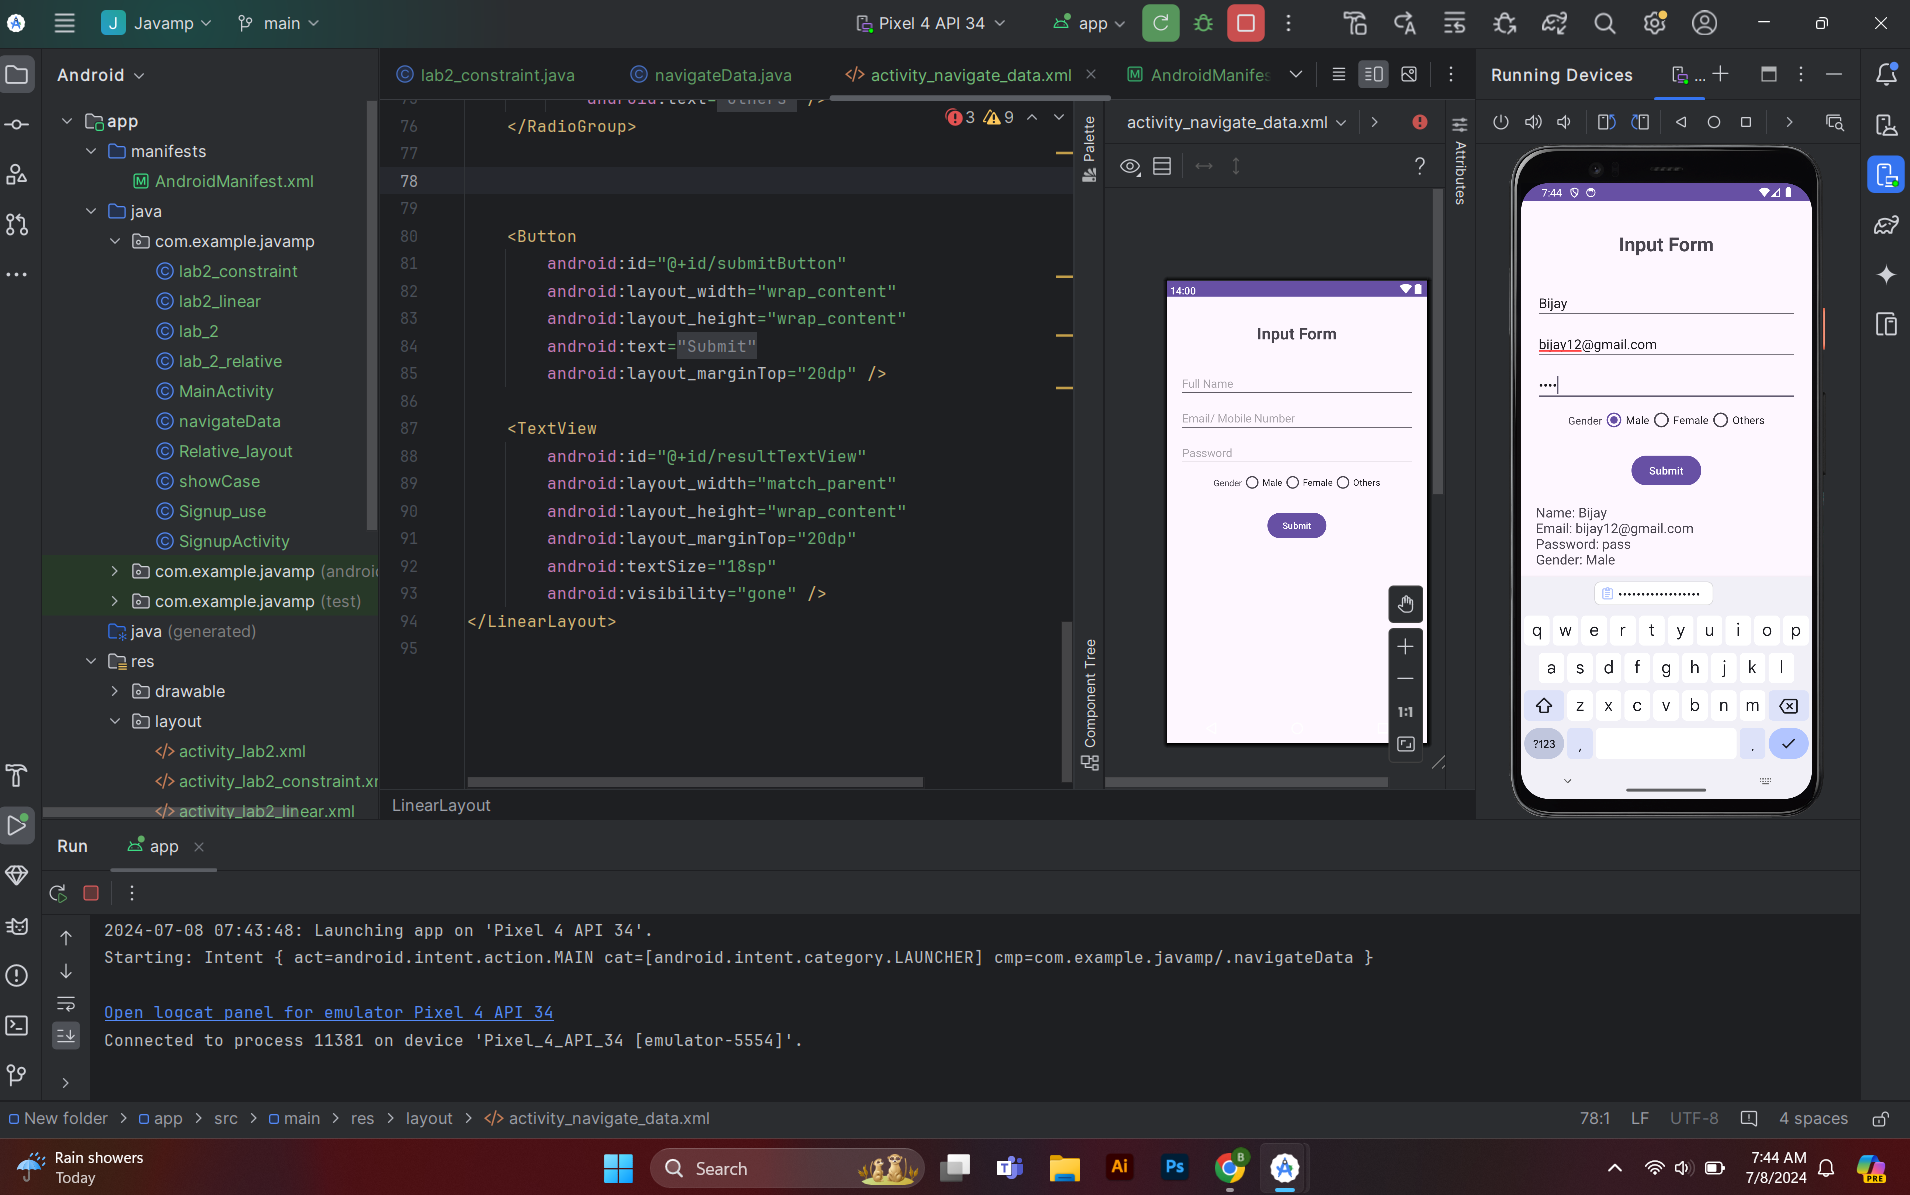 J Javamp main Pixel 4 API 34 app
Android
lab2_constraint.java navigateData.java activity_navigate_data.xml AndroidManifes
Running Devices ...
app
manifests
AndroidManifest.xml
java
com.example.javamp
lab2_constraint
lab2_linear
lab_2
lab_2_relative
MainActivity
navigateData
Relative_layout
showCase
Signup_use
SignupActivity
com.example.javamp (androi
com.example.javamp (test)
java (generated)
res
drawable
layout
activity_lab2.xml
activity_lab2_constraint.xm
activity_lab2_linear.xml
3 9
75 android:text="Others" />
76 </RadioGroup>
77
78
79
80 <Button
81 android:id="@+id/submitButton"
82 android:layout_width="wrap_content"
83 android:layout_height="wrap_content"
84 android:text="Submit"
85 android:layout_marginTop="20dp" />
86
87 <TextView
88 android:id="@+id/resultTextView"
89 android:layout_width="match_parent"
90 android:layout_height="wrap_content"
91 android:layout_marginTop="20dp"
92 android:textSize="18sp"
93 android:visibility="gone" />
94 </LinearLayout>
95
LinearLayout
Palette
Component Tree
activity_navigate_data.xml
?
Attributes
14:00
Input Form
Full Name
Email/ Mobile Number
Password
Gender Male Female Others
Submit
1:1
7:44
Input Form
Bijay
bijay12@gmail.com
••••
Gender Male Female Others
Submit
Name: Bijay
Email: bijay12@gmail.com
Password: pass
Gender: Male
q w e r t y u i o p
a s d f g h j k l
z x c v b n m
?123 , .
Run app
2024-07-08 07:43:48: Launching app on 'Pixel 4 API 34'.
Starting: Intent { act=android.intent.action.MAIN cat=[android.intent.category.LAUNCHER] cmp=com.example.javamp/.navigateData }
Open logcat panel for emulator Pixel 4 API 34
Connected to process 11381 on device 'Pixel_4_API_34 [emulator-5554]'.
New folder > app > src > main > res > layout > activity_navigate_data.xml
78:1 LF UTF-8 4 spaces
Rain showers
Today
Search
T
Ai
Ps
B
PRE
7:44 AM
7/8/2024